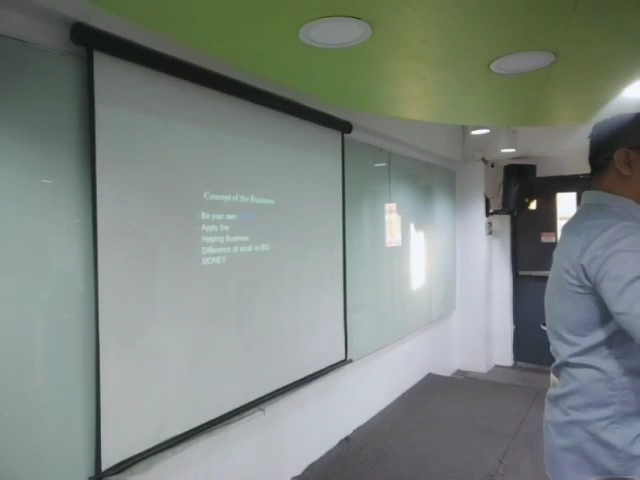 Concept of the Business
Be your own
Apply the
Helping Business
Difference of small vs BIG
MONEY